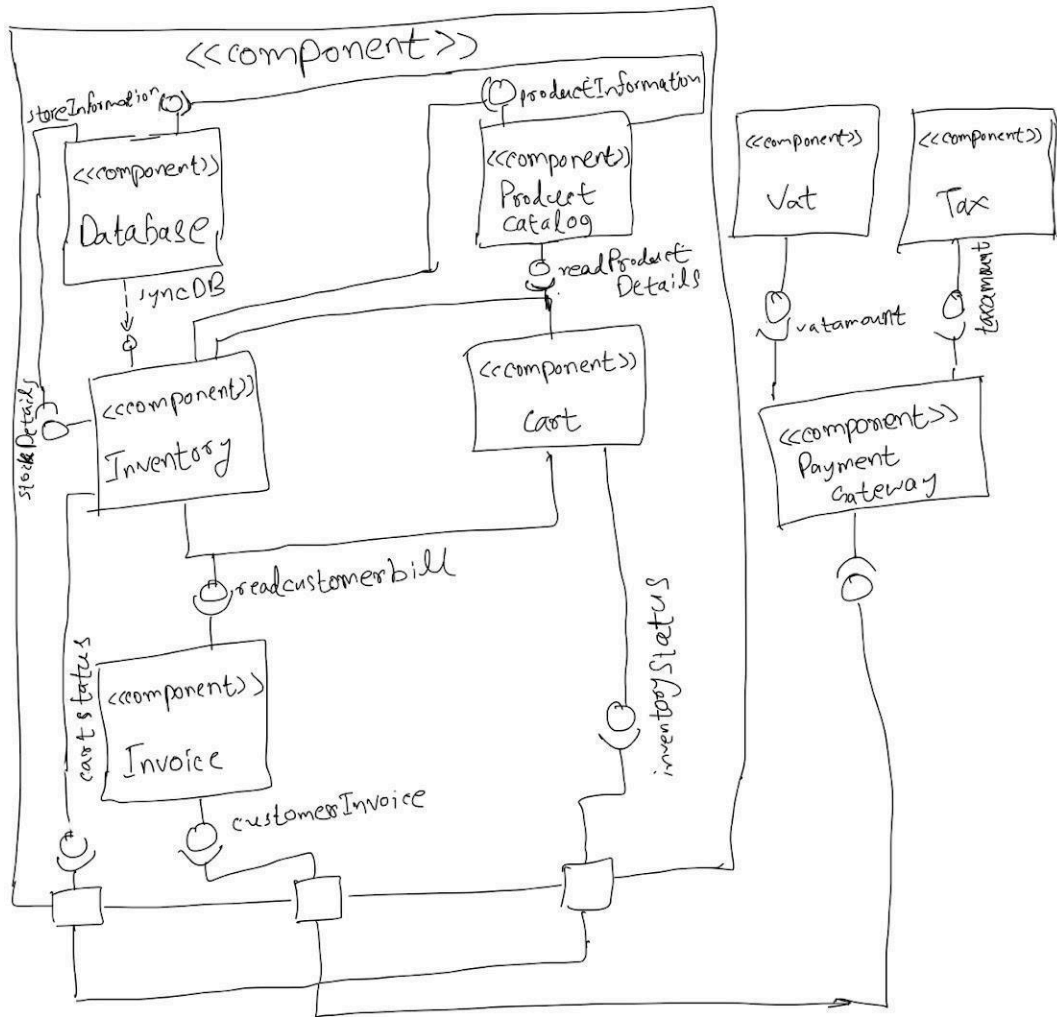 <<component>>
storeInformation
productInformation
<<component>>
Database
<<component>>
Product
catalog
<<component>>
Vat
<<component>>
Tax
syncDB
readProduct
Details
vatamount
taxamount
<<component>>
Inventory
<<component>>
Cart
stockDetails
<<component>>
Payment
Gateway
readcustomerbill
cartstatus
inventoryStatus
<<component>>
Invoice
customerInvoice